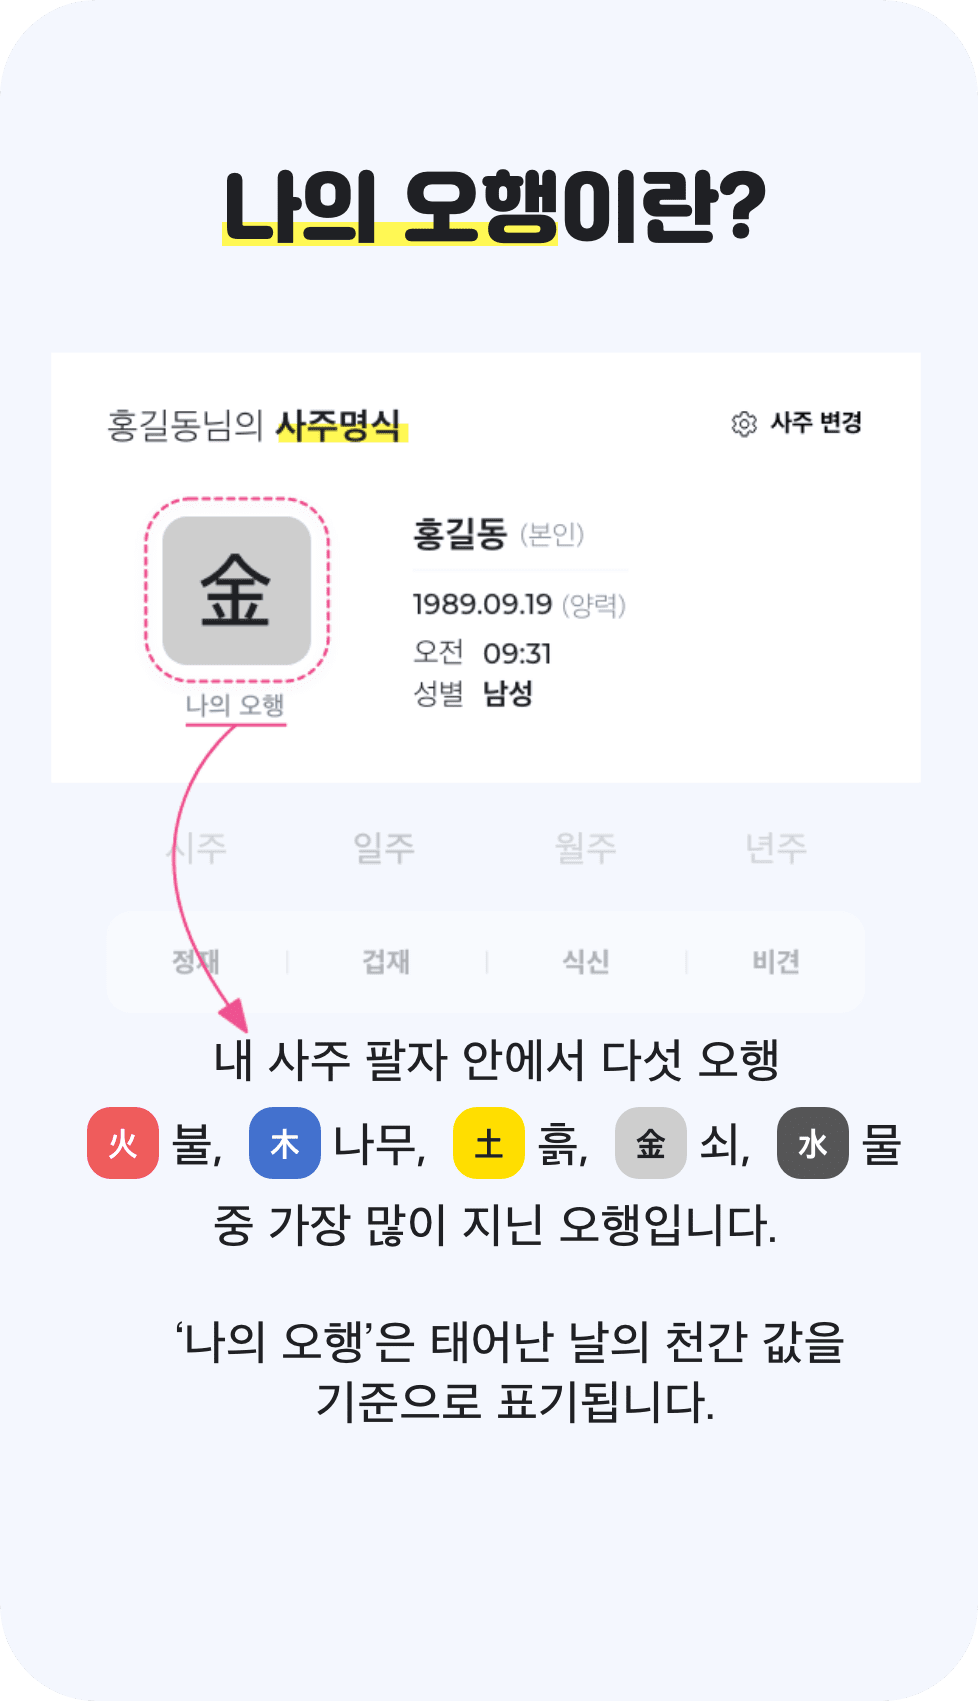 나의 오행이란?
홍길동님의 사주명식
사주 변경
金
나의 오행
홍길동 (본인)
1989.09.19 (양력)
오전 09:31
성별 남성
시주 일주 월주 년주
정재 겁재 식신 비견
내 사주 팔자 안에서 다섯 오행
火 불, 木 나무, 土 흙, 金 쇠, 水 물
중 가장 많이 지닌 오행입니다.
‘나의 오행’은 태어난 날의 천간 값을
기준으로 표기됩니다.